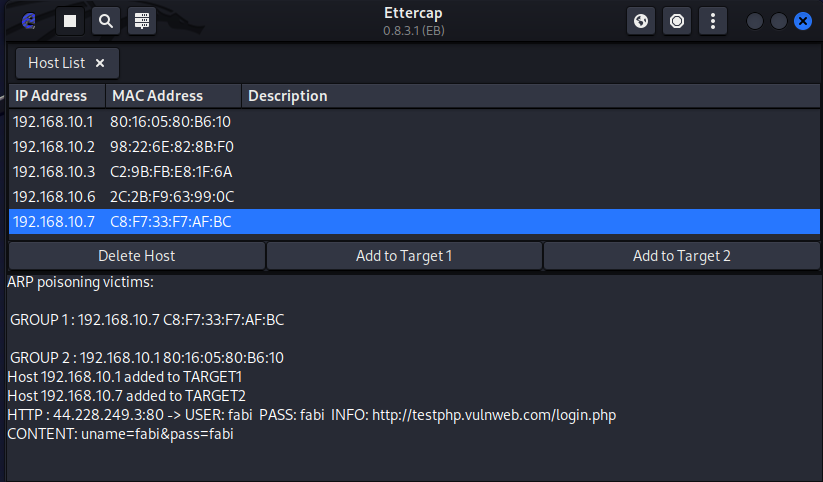 Ettercap
0.8.3.1 (EB)
Host List
IP Address MAC Address Description
192.168.10.1 80:16:05:80:B6:10
192.168.10.2 98:22:6E:82:8B:F0
192.168.10.3 C2:9B:FB:E8:1F:6A
192.168.10.6 2C:2B:F9:63:99:0C
192.168.10.7 C8:F7:33:F7:AF:BC
Delete Host Add to Target 1 Add to Target 2
ARP poisoning victims:
GROUP 1 : 192.168.10.7 C8:F7:33:F7:AF:BC
GROUP 2 : 192.168.10.1 80:16:05:80:B6:10
Host 192.168.10.1 added to TARGET1
Host 192.168.10.7 added to TARGET2
HTTP : 44.228.249.3:80 -> USER: fabi PASS: fabi INFO: http://testphp.vulnweb.com/login.php
CONTENT: uname=fabi&pass=fabi